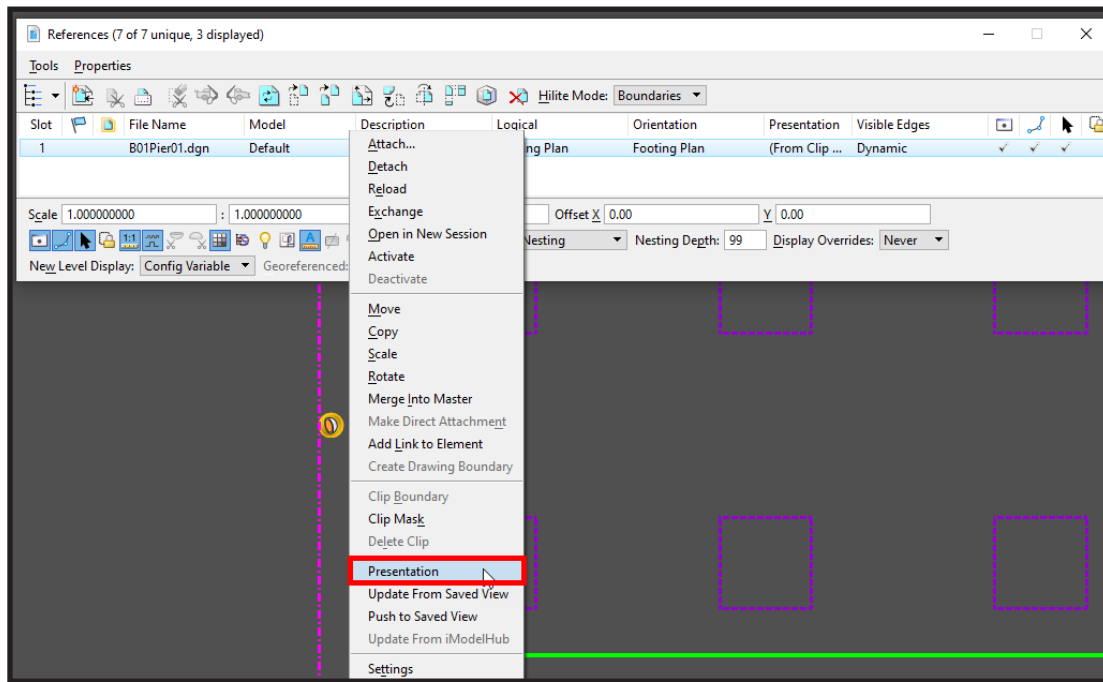 References (7 of 7 unique, 3 displayed)
Tools Properties
Hilite Mode: Boundaries
Slot File Name Model Description Logical Orientation Presentation Visible Edges
1 B01Pier01.dgn Default ng Plan Footing Plan (From Clip ... Dynamic
Scale 1.000000000 : 1.000000000 Offset X 0.00 Y 0.00
1:1 Nesting Nesting Depth: 99 Display Overrides: Never
New Level Display: Config Variable Georeferenced:
Attach...
Detach
Reload
Exchange
Open in New Session
Activate
Deactivate
Move
Copy
Scale
Rotate
Merge Into Master
Make Direct Attachment
Add Link to Element
Create Drawing Boundary
Clip Boundary
Clip Mask
Delete Clip
Presentation
Update From Saved View
Push to Saved View
Update From iModelHub
Settings